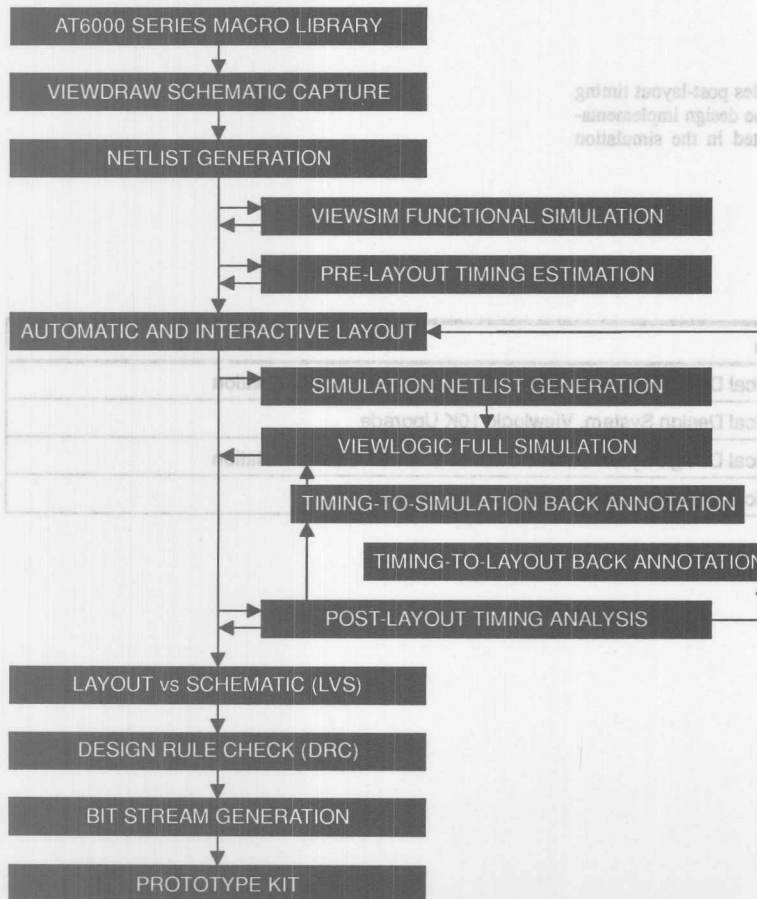 AT6000 SERIES MACRO LIBRARY
VIEWDRAW SCHEMATIC CAPTURE
NETLIST GENERATION
VIEWSIM FUNCTIONAL SIMULATION
PRE-LAYOUT TIMING ESTIMATION
AUTOMATIC AND INTERACTIVE LAYOUT
SIMULATION NETLIST GENERATION
VIEWLOGIC FULL SIMULATION
TIMING-TO-SIMULATION BACK ANNOTATION
TIMING-TO-LAYOUT BACK ANNOTATION
POST-LAYOUT TIMING ANALYSIS
LAYOUT vs SCHEMATIC (LVS)
DESIGN RULE CHECK (DRC)
BIT STREAM GENERATION
PROTOTYPE KIT